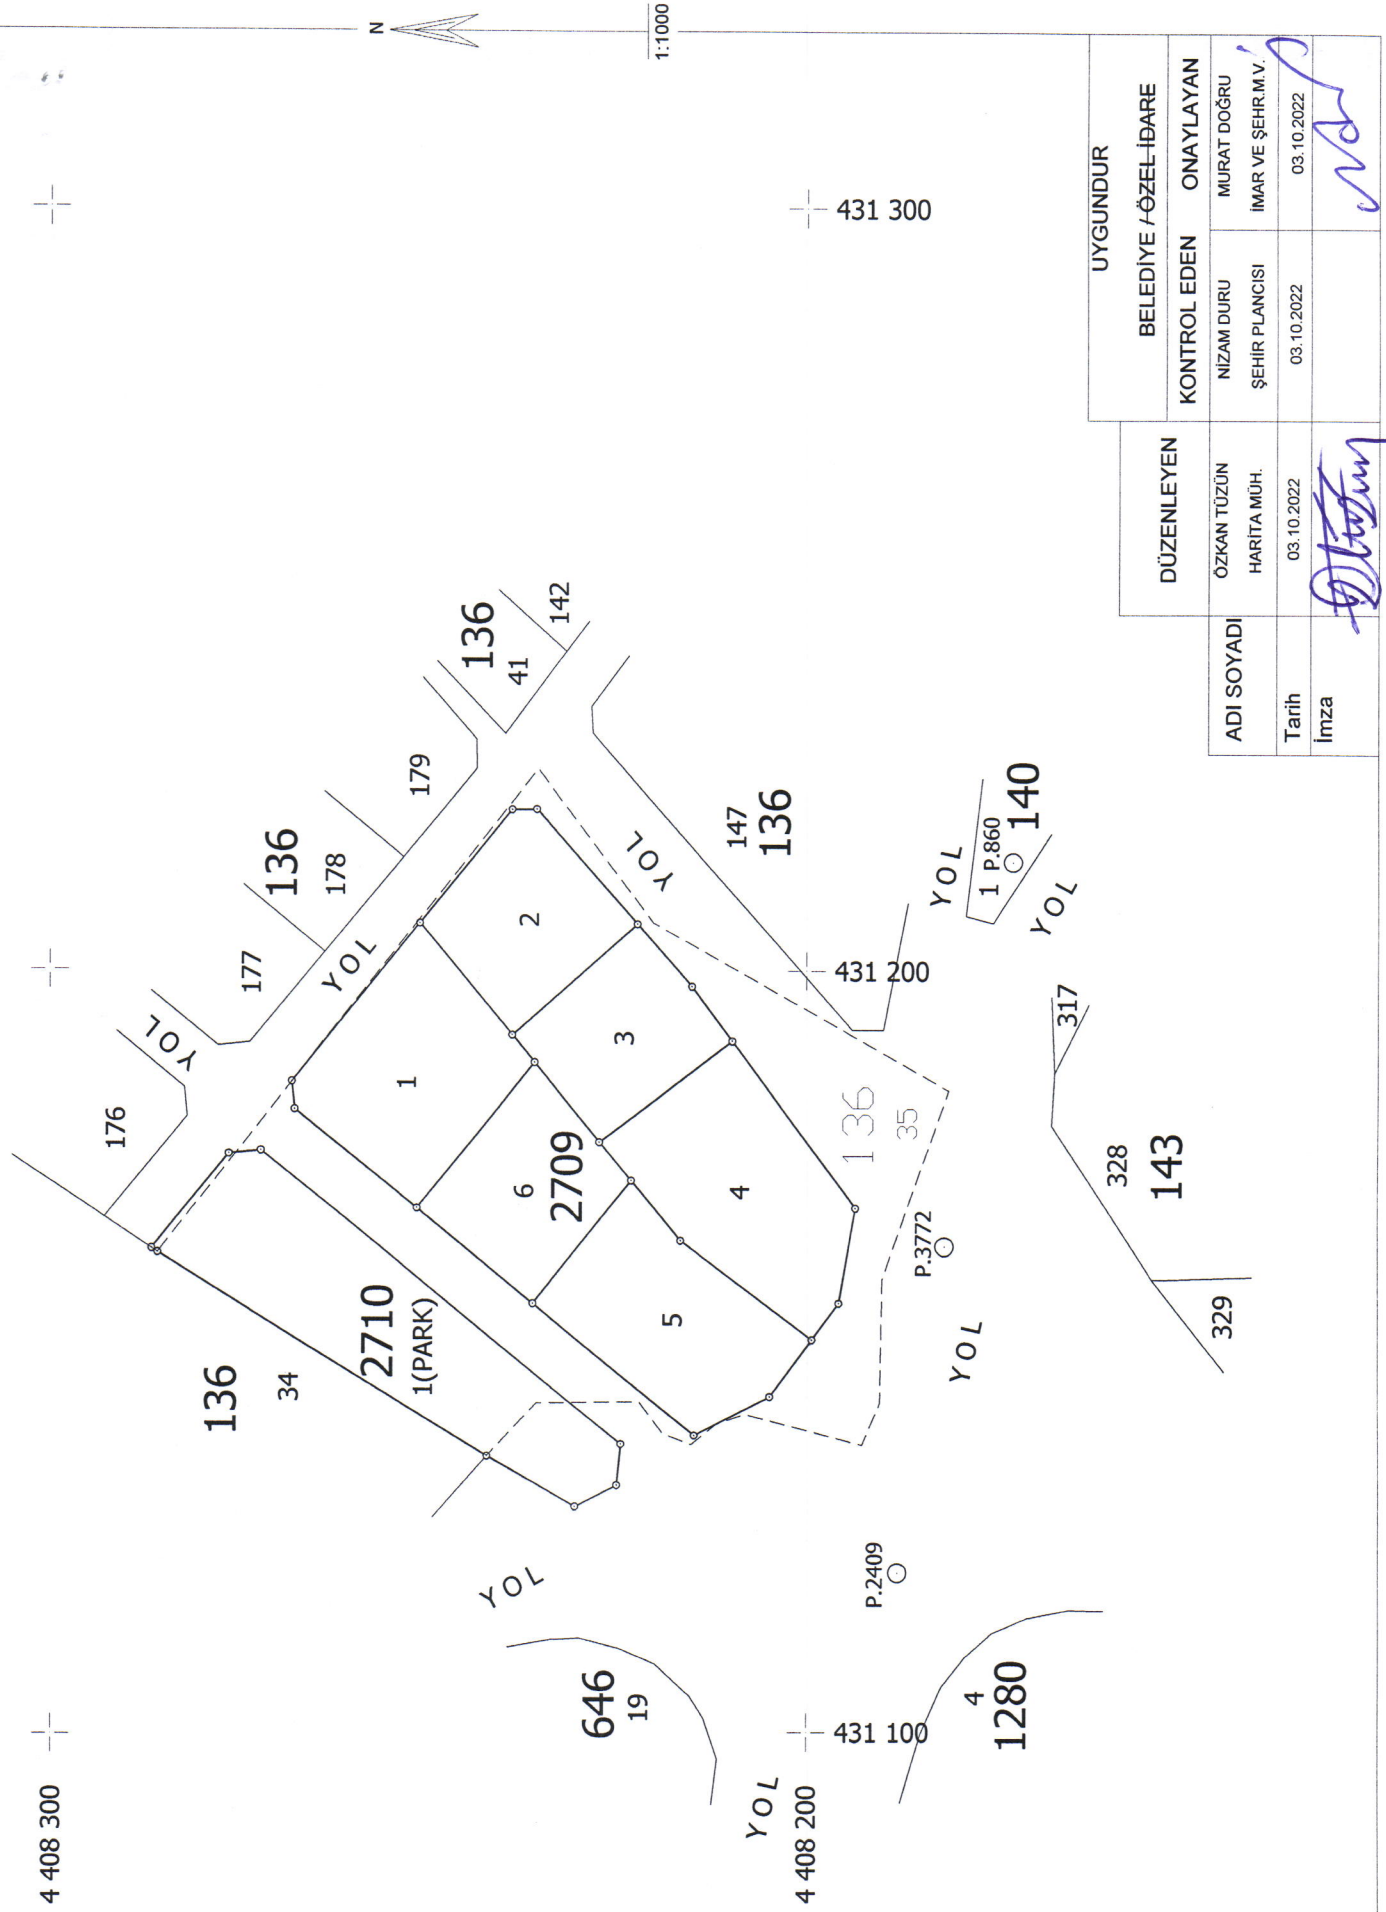 N
1:1000
4 408 300
4 408 200
431 100
431 200
431 300
176
YOL
177
136
178
179
136
41
142
YOL
136
34
2710
1(PARK)
1
2
YOL
6
2709
3
147
136
5
4
136
35
YOL
646
19
YOL
P.2409
P.3772
YOL
YOL
1 P.860
140
YOL
4
1280
317
328
143
329
UYGUNDUR
BELEDİYE / ÖZEL İDARE
DÜZENLEYEN
KONTROL EDEN
ONAYLAYAN
ADI SOYADI
ÖZKAN TÜZÜN
HARİTA MÜH.
NİZAM DURU
ŞEHİR PLANCISI
MURAT DOĞRU
İMAR VE ŞEHR.M.V.
Tarih
03.10.2022
03.10.2022
03.10.2022
İmza